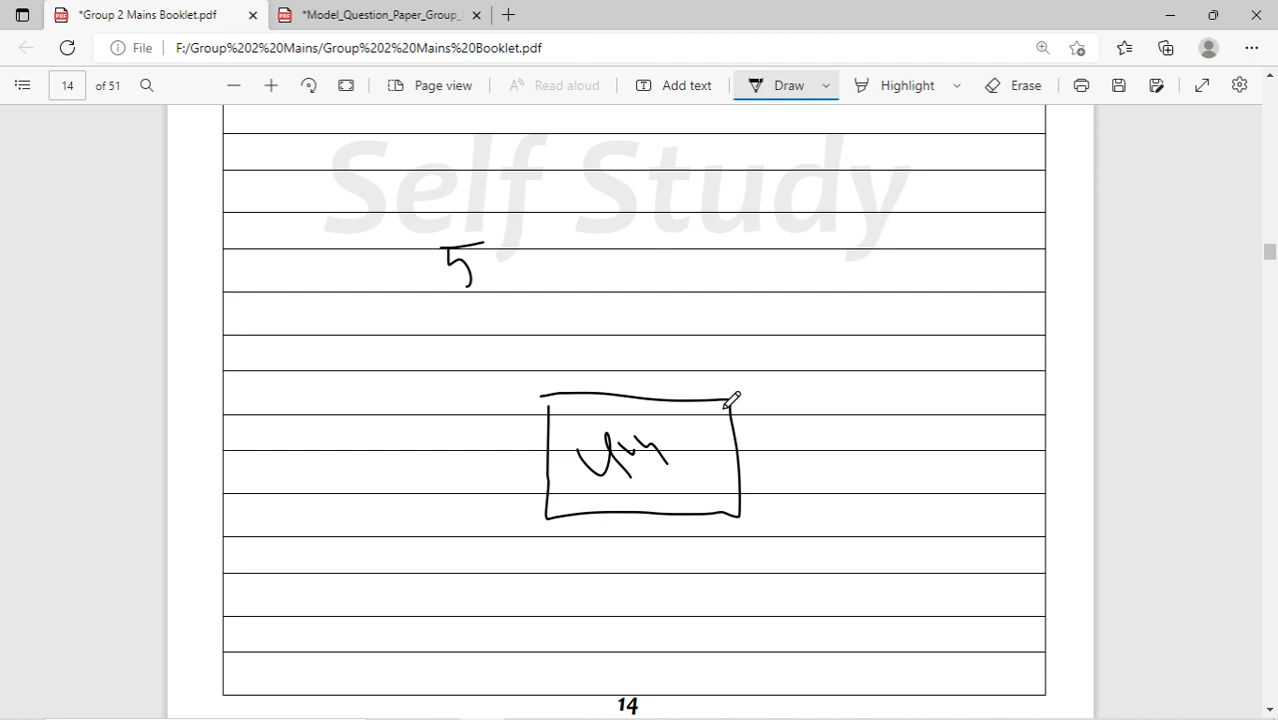 *Group 2 Mains Booklet.pdf
*Model_Question_Paper_Group_
File
F:/Group%202%20Mains/Group%202%20Mains%20Booklet.pdf
14 of 51
Page view
Read aloud
Add text
Draw
Highlight
Erase
Self Study
5
14